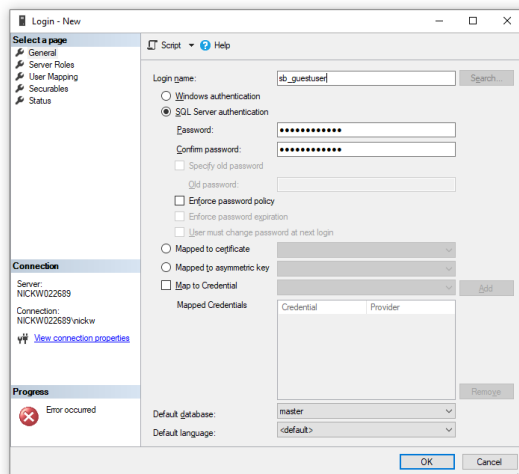 Login - New
Select a page
General
Server Roles
User Mapping
Securables
Status
Script
Help
Login name:
sb_guestuser
Search...
Windows authentication
SQL Server authentication
Password:
●●●●●●●●●●●●
Confirm password:
●●●●●●●●●●●●
Specify old password
Old password:
Enforce password policy
Enforce password expiration
User must change password at next login
Mapped to certificate
Mapped to asymmetric key
Map to Credential
Add
Mapped Credentials
Credential Provider
Remove
Default database:
master
Default language:
<default>
Connection
Server:
NICKW022689
Connection:
NICKW022689\nickw
View connection properties
Progress
Error occurred
OK
Cancel